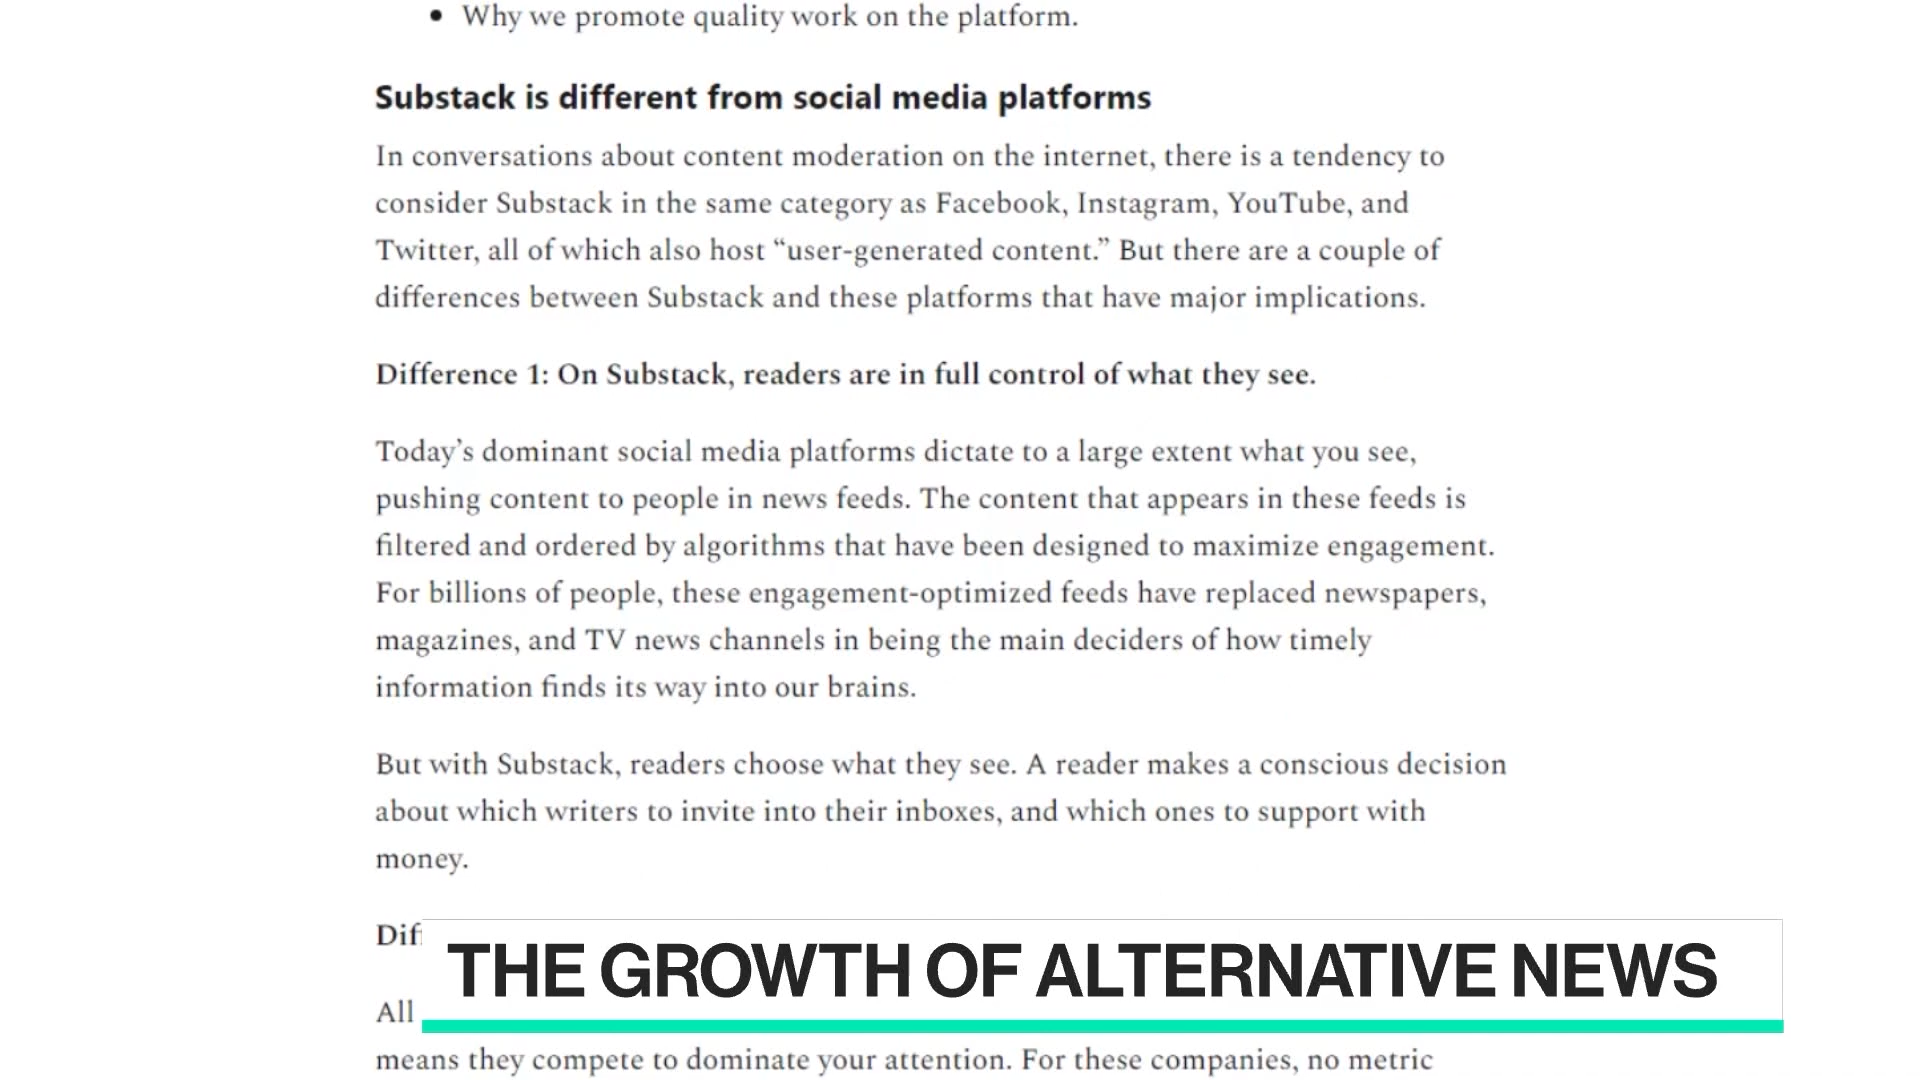 Why we promote quality work on the platform.
Substack is different from social media platforms
In conversations about content moderation on the internet, there is a tendency to
consider Substack in the same category as Facebook, Instagram, YouTube, and
Twitter, all of which also host “user-generated content.” But there are a couple of
differences between Substack and these platforms that have major implications.
Difference 1: On Substack, readers are in full control of what they see.
Today’s dominant social media platforms dictate to a large extent what you see,
pushing content to people in news feeds. The content that appears in these feeds is
filtered and ordered by algorithms that have been designed to maximize engagement.
For billions of people, these engagement-optimized feeds have replaced newspapers,
magazines, and TV news channels in being the main deciders of how timely
information finds its way into our brains.
But with Substack, readers choose what they see. A reader makes a conscious decision
about which writers to invite into their inboxes, and which ones to support with
money.
THE GROWTH OF ALTERNATIVE NEWS
All
means they compete to dominate your attention. For these companies, no metric